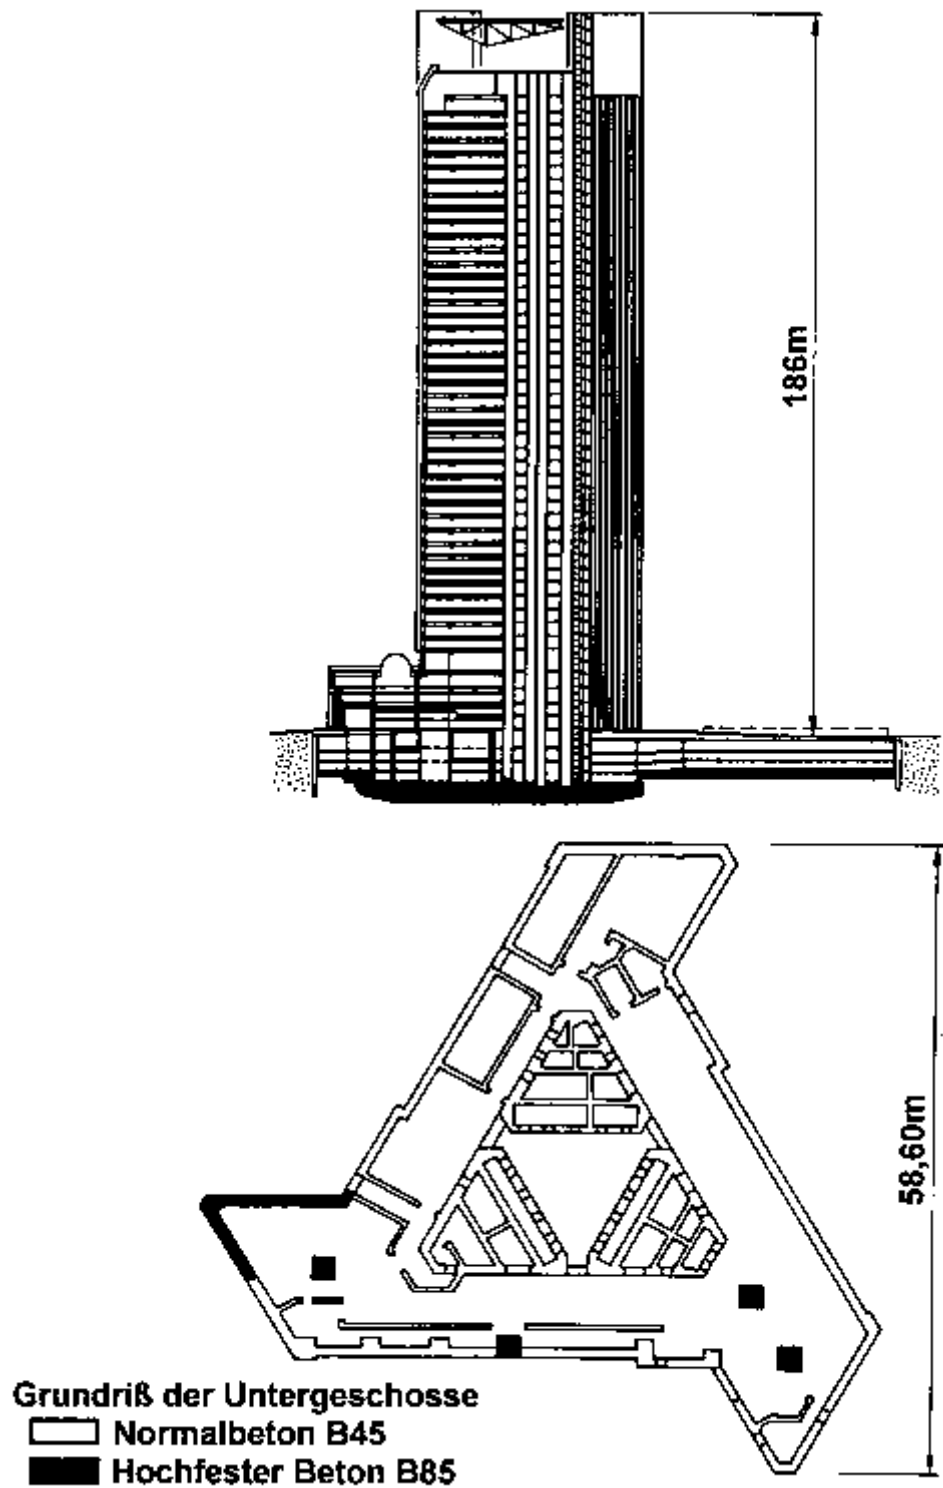 186m
58,60m
Grundriß der Untergeschosse
Normalbeton B45
Hochfester Beton B85